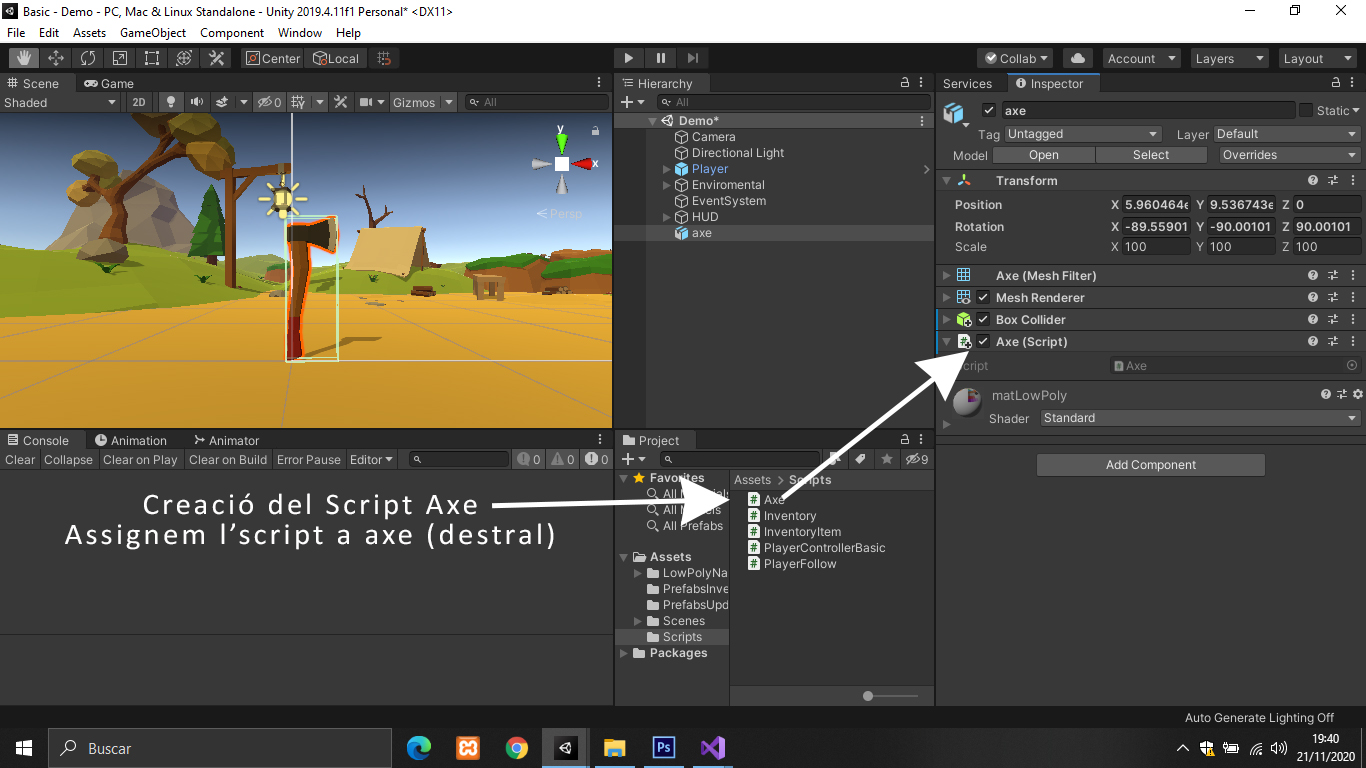 Basic - Demo - PC, Mac & Linux Standalone - Unity 2019.4.11f1 Personal* <DX11>
File Edit Assets GameObject Component Window Help
Center Local Collab Account Layers Layout
Scene Game
Shaded 2D 0 Gizmos All
y
x
Persp
Hierarchy
All
Demo*
Camera
Directional Light
Player
Enviromental
EventSystem
HUD
axe
Services Inspector
axe Static
Tag Untagged Layer Default
Model Open Select Overrides
Transform
Position X 5.960464e Y 9.536743e Z 0
Rotation X -89.55901 Y -90.00101 Z 90.00101
Scale X 100 Y 100 Z 100
Axe (Mesh Filter)
Mesh Renderer
Box Collider
Axe (Script)
Axe
matLowPoly
Shader Standard
Add Component
Console Animation Animator
Clear Collapse Clear on Play Clear on Build Error Pause Editor 0 0 0
Creació del Script Axe
Assignem l’script a axe (destral)
Project
9
Favorites
All
All
All Prefabs
Assets
LowPolyNa
PrefabsInve
PrefabsUpd
Scenes
Scripts
Packages
Assets > Scripts
Axe
Inventory
InventoryItem
PlayerControllerBasic
PlayerFollow
Auto Generate Lighting Off
Buscar
Ps
19:40
21/11/2020